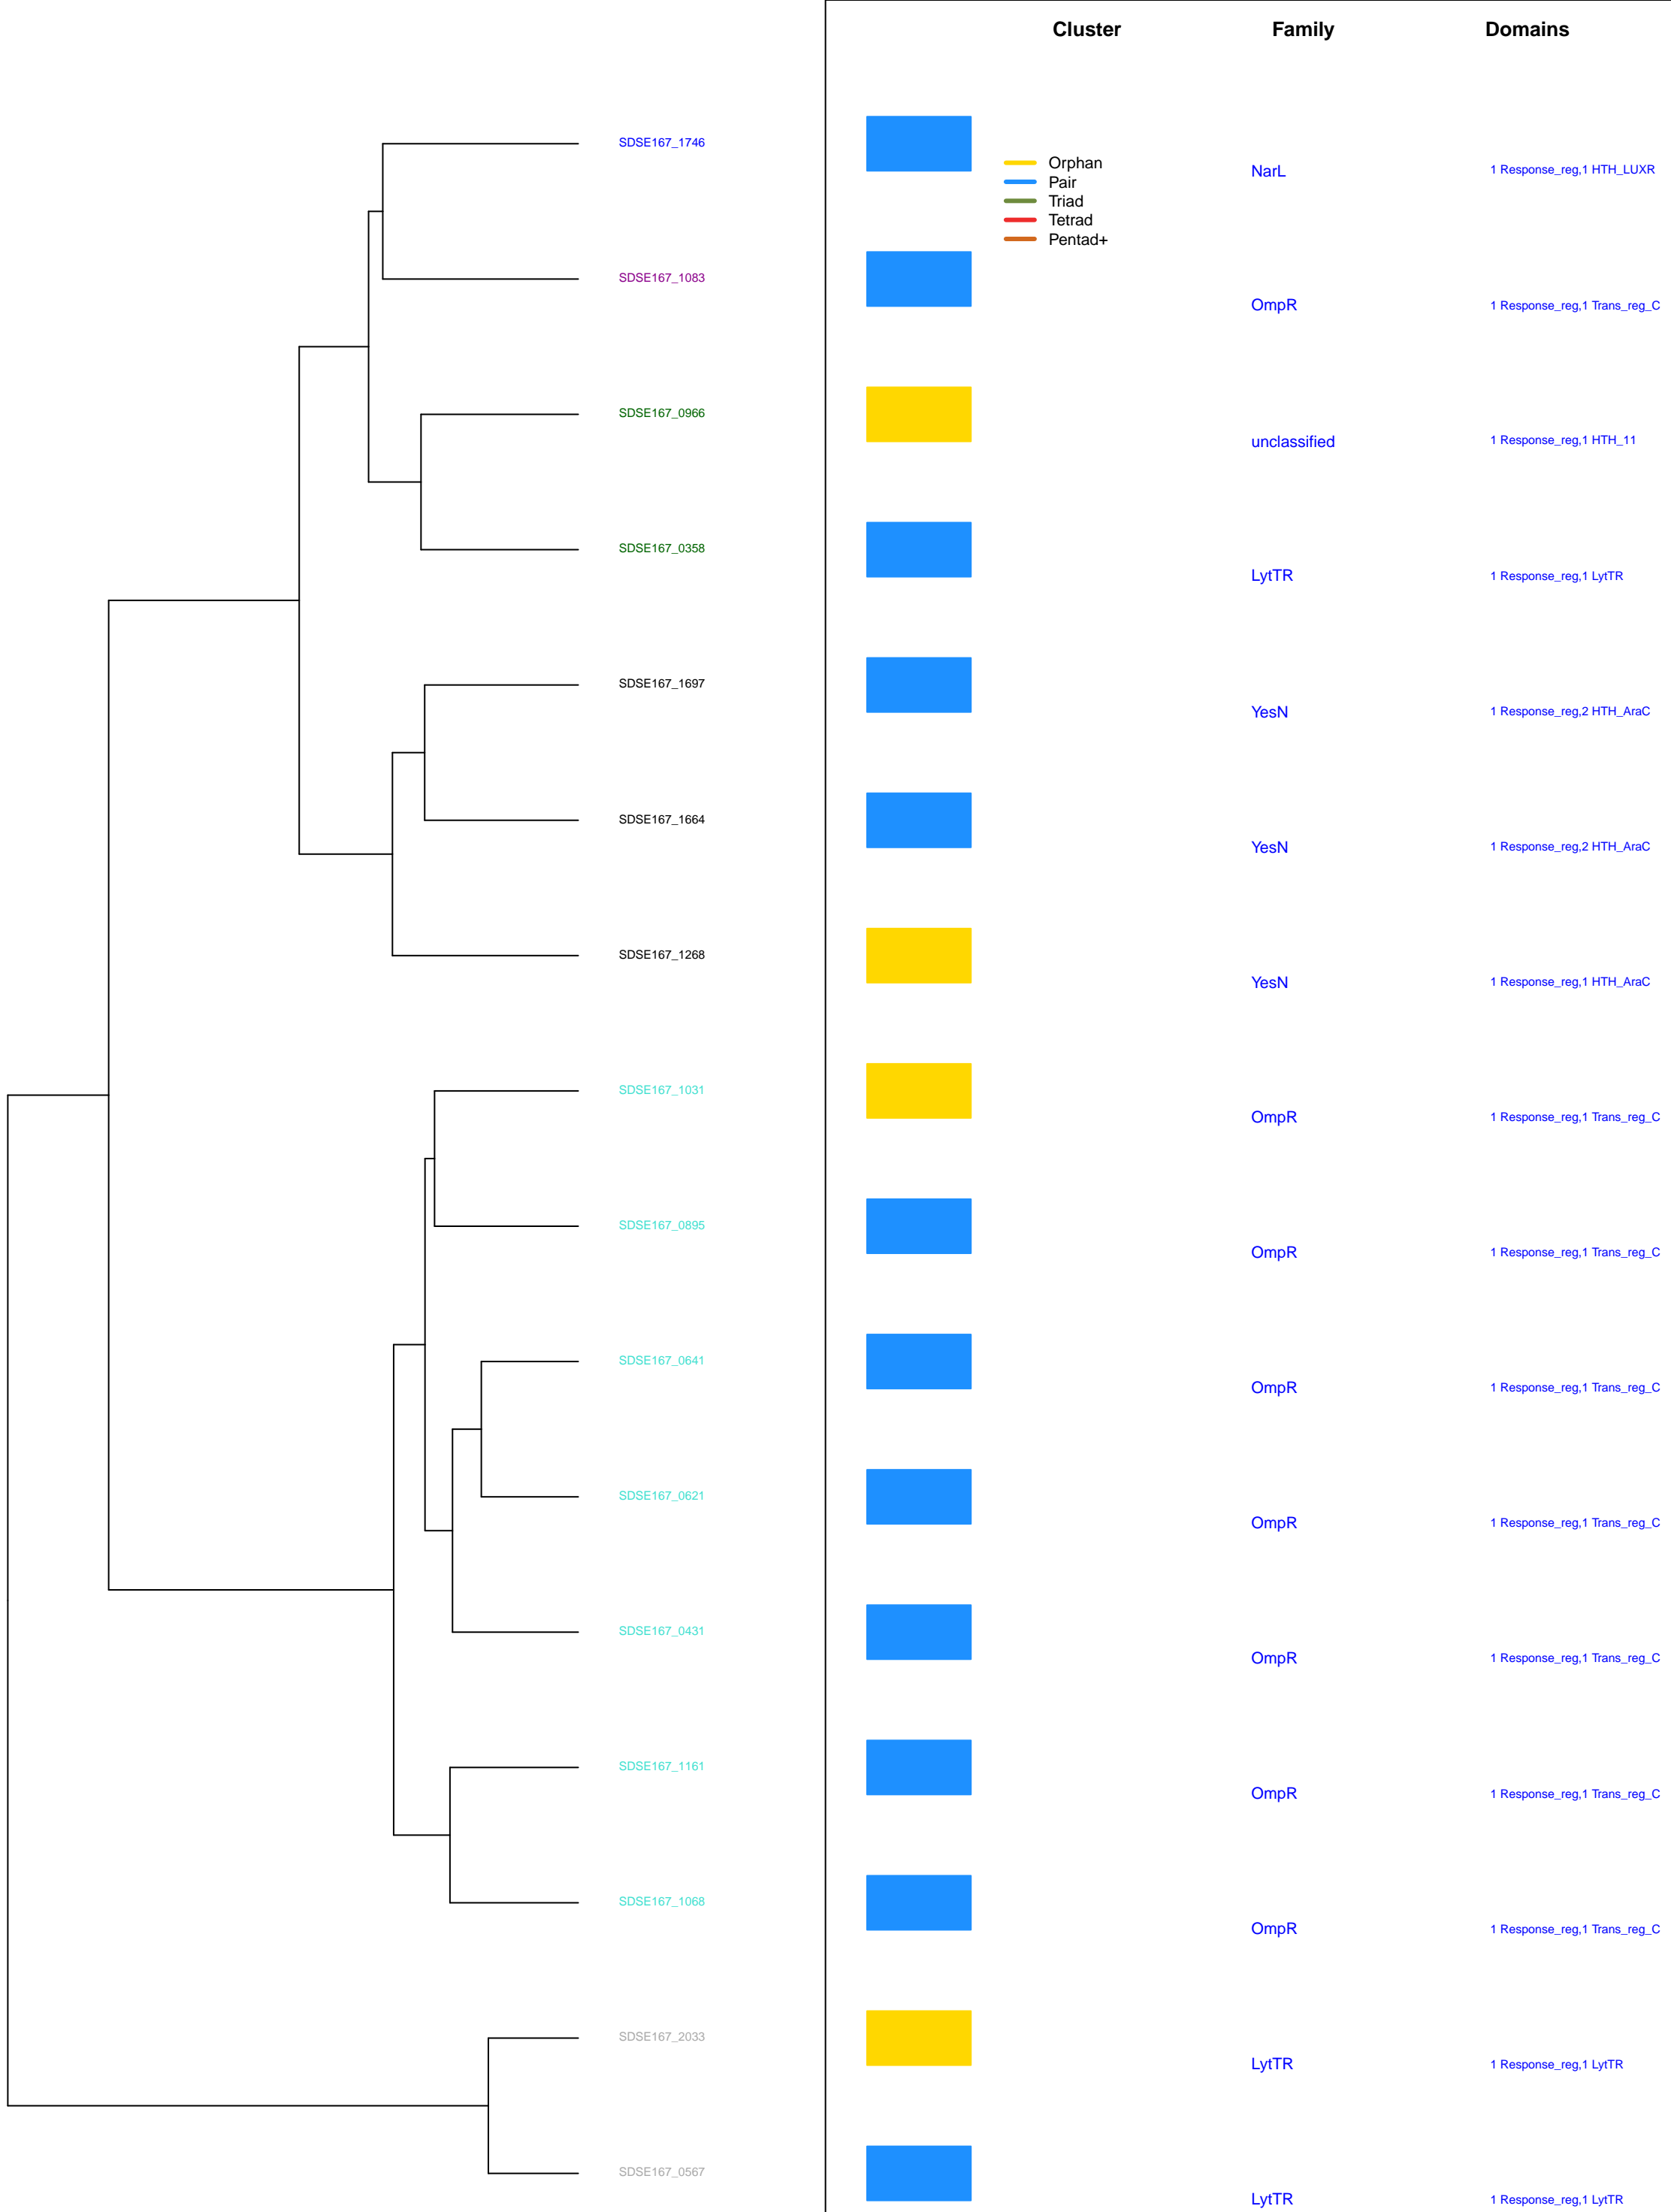 Cluster Family Domains
SDSE167_1746
Orphan
NarL 1 Response_reg,1 HTH_LUXR
Pair
Triad
Tetrad
Pentad+
SDSE167_1083
OmpR 1 Response_reg,1 Trans_reg_C
SDSE167_0966
unclassified 1 Response_reg,1 HTH_11
SDSE167_0358
LytTR 1 Response_reg,1 LytTR
SDSE167_1697
YesN 1 Response_reg,2 HTH_AraC
SDSE167_1664
YesN 1 Response_reg,2 HTH_AraC
SDSE167_1268
YesN 1 Response_reg,1 HTH_AraC
SDSE167_1031
OmpR 1 Response_reg,1 Trans_reg_C
SDSE167_0895
OmpR 1 Response_reg,1 Trans_reg_C
SDSE167_0641
OmpR 1 Response_reg,1 Trans_reg_C
SDSE167_0621
OmpR 1 Response_reg,1 Trans_reg_C
SDSE167_0431
OmpR 1 Response_reg,1 Trans_reg_C
SDSE167_1161
OmpR 1 Response_reg,1 Trans_reg_C
SDSE167_1068
OmpR 1 Response_reg,1 Trans_reg_C
SDSE167_2033
LytTR 1 Response_reg,1 LytTR
SDSE167_0567
LytTR 1 Response_reg,1 LytTR